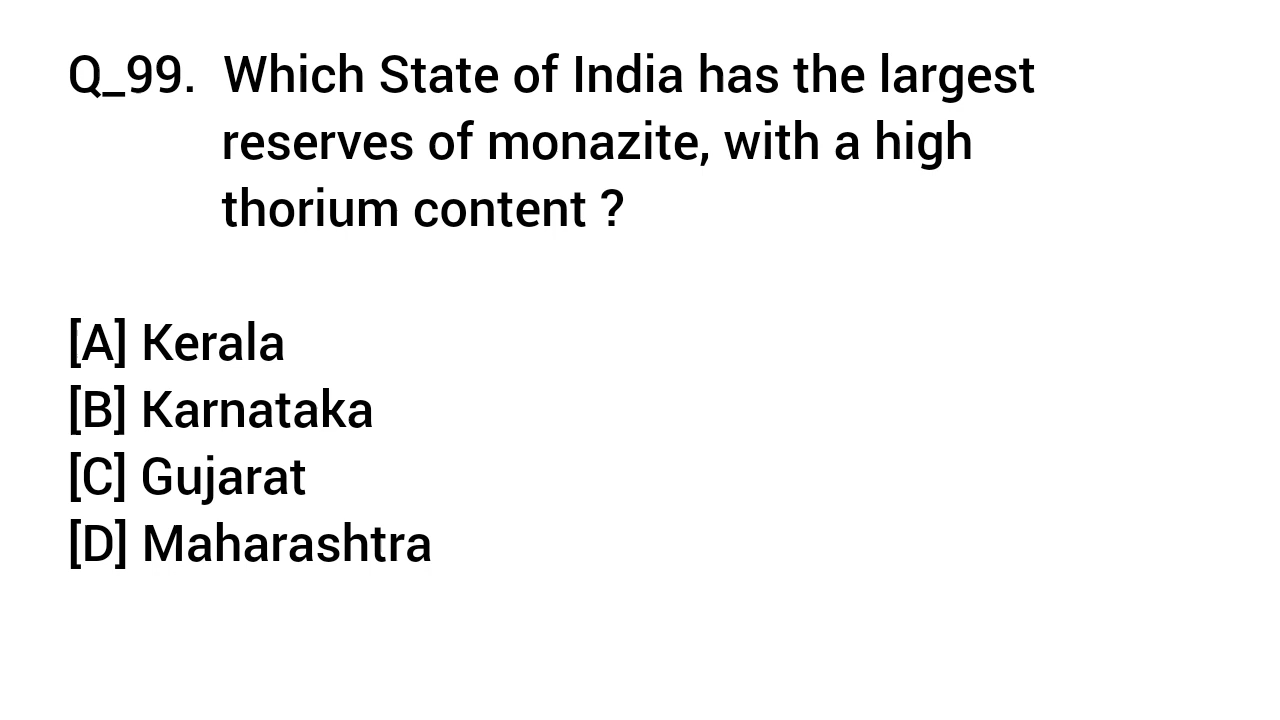 Q_99. Which State of India has the largest
reserves of monazite, with a high
thorium content ?
[A] Kerala
[B] Karnataka
[C] Gujarat
[D] Maharashtra